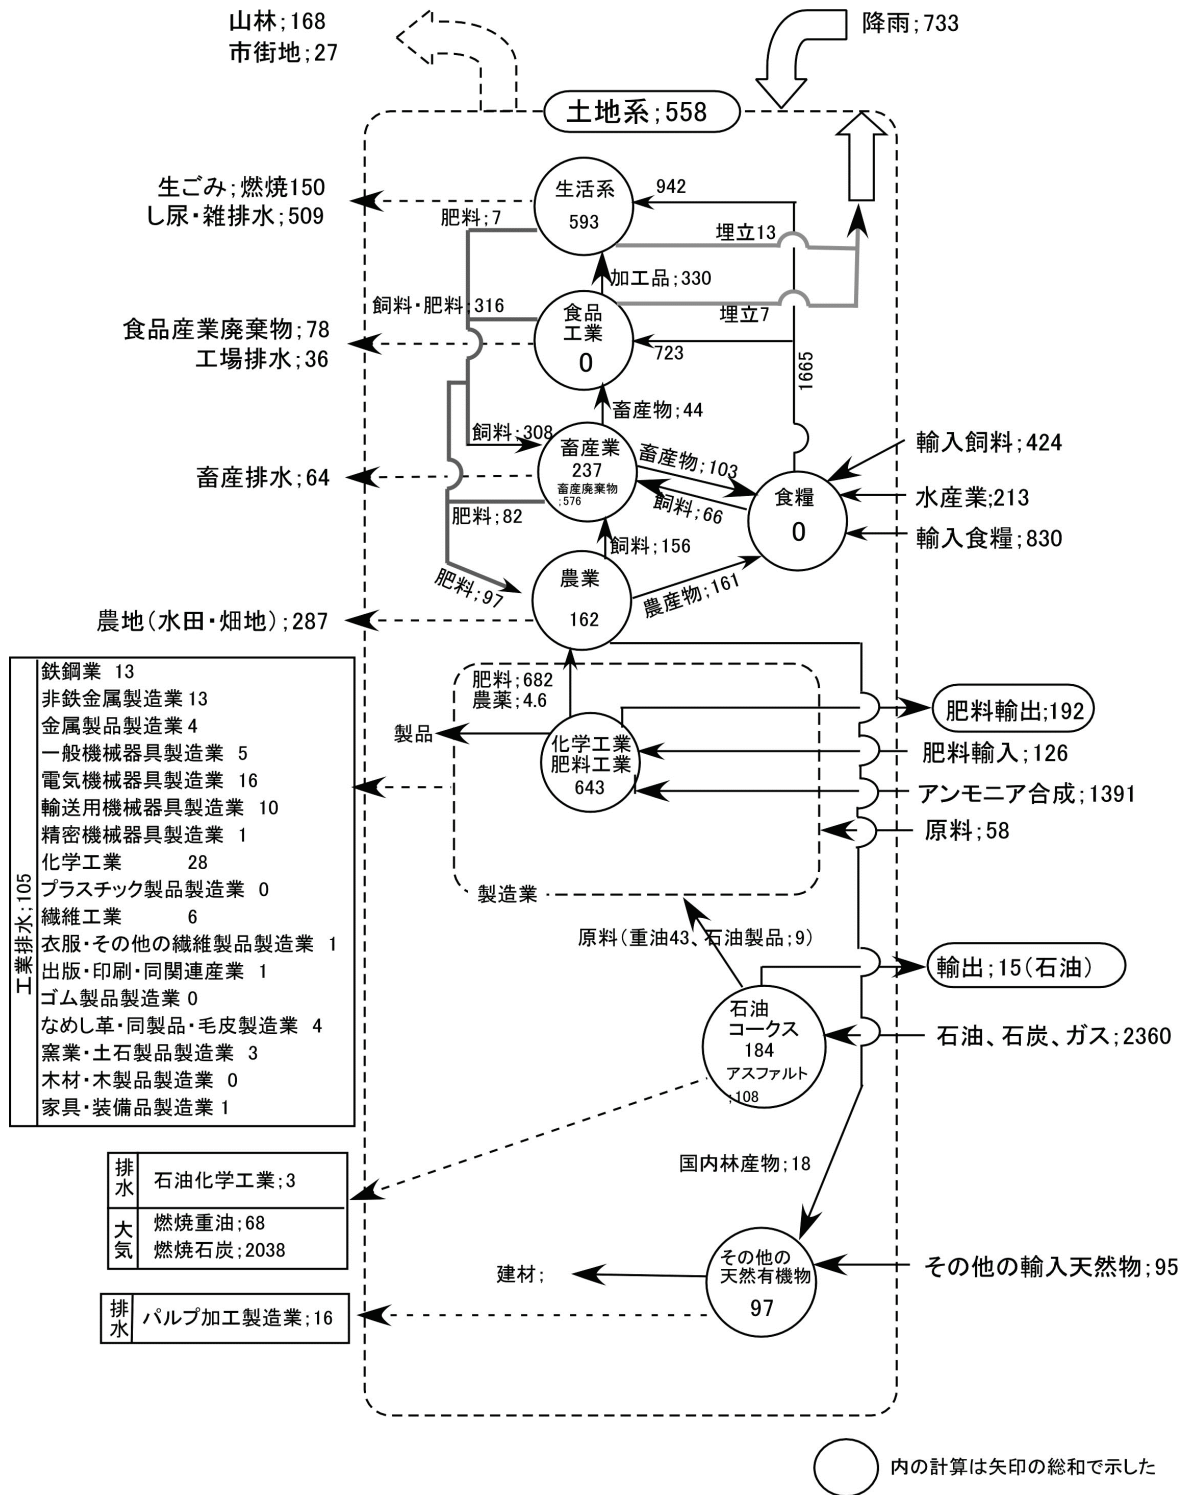 山林;168
市街地;27
降雨;733
土地系;558
生ごみ;燃焼150
し尿・雑排水;509
生活系
593
942
肥料;7
埋立13
加工品;330
飼料・肥料;316
食品
工業
0
埋立7
723
1665
食品産業廃棄物;78
工場排水;36
畜産物;44
飼料;308
畜産業
237
畜産廃棄物
;576
畜産物;103
飼料;66
食糧
0
輸入飼料;424
水産業;213
輸入食糧;830
畜産排水;64
肥料;82
飼料;156
肥料;97
農業
162
農産物;161
農地(水田・畑地);287
肥料;682
農薬;4.6
製品
化学工業
肥料工業
643
肥料輸出;192
肥料輸入;126
アンモニア合成;1391
原料;58
製造業
工業排水;105
鉄鋼業 13
非鉄金属製造業 13
金属製品製造業 4
一般機械器具製造業 5
電気機械器具製造業 16
輸送用機械器具製造業 10
精密機械器具製造業 1
化学工業 28
プラスチック製品製造業 0
繊維工業 6
衣服・その他の繊維製品製造業 1
出版・印刷・同関連産業 1
ゴム製品製造業 0
なめし革・同製品・毛皮製造業 4
窯業・土石製品製造業 3
木材・木製品製造業 0
家具・装備品製造業 1
原料(重油43、石油製品;9)
輸出;15(石油)
石油
コークス
184
アスファルト
;108
石油、石炭、ガス;2360
国内林産物;18
排水
石油化学工業;3
大気
燃焼重油;68
燃焼石炭;2038
その他の
天然有機物
97
その他の輸入天然物;95
建材;
排水
パルプ加工製造業;16
内の計算は矢印の総和で示した